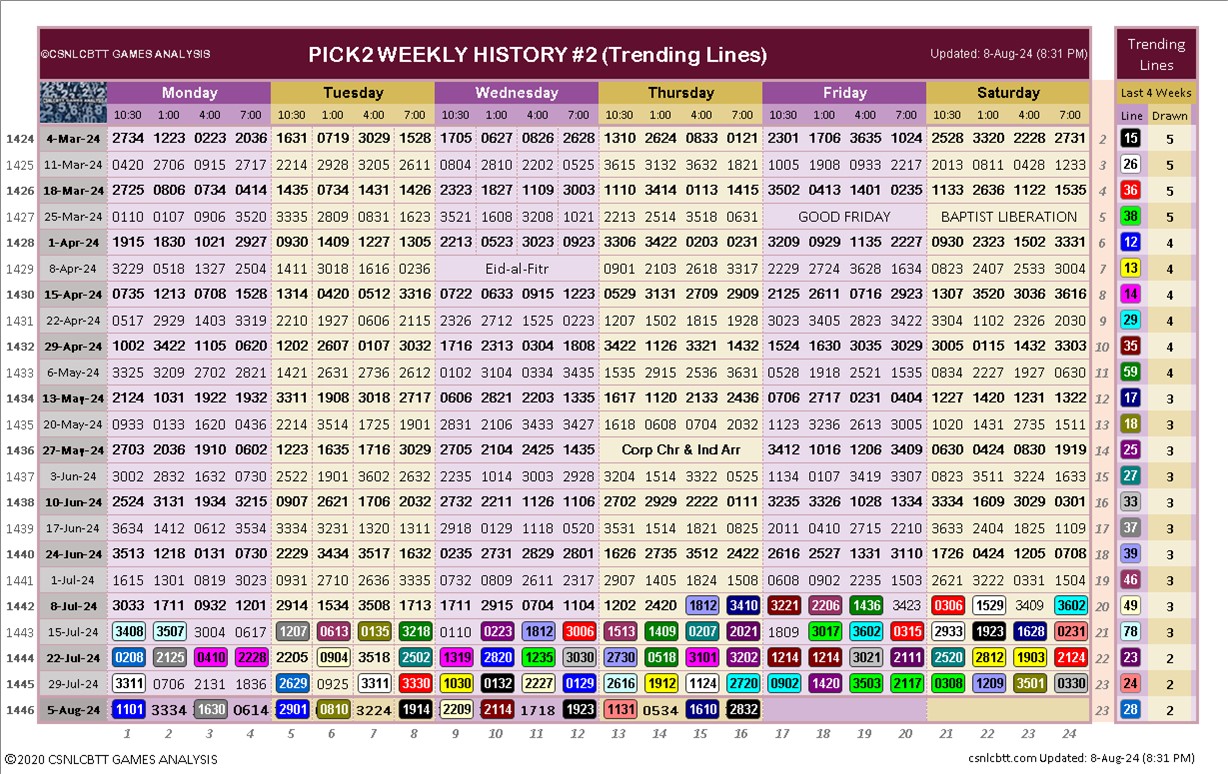 ©CSNLCBTT GAMES ANALYSIS PICK2 WEEKLY HISTORY #2 (Trending Lines) Updated: 8-Aug-24 (8:31 PM) Trending Lines
Monday Tuesday Wednesday Thursday Friday Saturday Last 4 Weeks
10:30 1:00 4:00 7:00 10:30 1:00 4:00 7:00 10:30 1:00 4:00 7:00 10:30 1:00 4:00 7:00 10:30 1:00 4:00 7:00 10:30 1:00 4:00 7:00 Line Drawn
1424 4-Mar-24 2734 1223 0223 2036 1631 0719 3029 1525 1705 0627 0826 2628 1310 2624 0833 0121 2301 1706 3635 1024 2528 3320 2228 2731 2 15 5
1425 11-Mar-24 0420 2706 0915 2717 2214 2928 3205 2611 0804 2810 2202 0525 3615 3132 3632 1821 1005 1908 0933 2217 2013 0811 0428 1233 3 26 5
1426 18-Mar-24 2725 0806 0734 0414 1435 0734 1431 1426 2323 1827 1109 3003 1110 3414 0113 1415 3502 0413 1401 0235 1133 2636 1122 1535 4 36 5
1427 25-Mar-24 0110 0107 0906 3520 3335 2809 0831 1623 3521 1608 3208 1021 2213 2514 3518 0631 GOOD FRIDAY BAPTIST LIBERATION 5 38 5
1428 1-Apr-24 1915 1830 1021 2927 0930 1409 1227 1305 2213 0523 3023 0923 3306 3422 0203 0231 3209 0929 1135 2227 0930 2323 1502 3331 6 12 4
1429 8-Apr-24 3229 0518 1327 2504 1411 3018 1616 0231 Eid-al-Fitr 0901 2103 2618 3317 2229 2724 3628 1634 0823 2407 2533 3004 7 13 4
1430 15-Apr-24 0735 1213 0708 1528 1314 0420 0512 3311 0722 0633 0915 1223 0529 3131 2709 2909 2125 2611 0116 2923 1307 3520 3036 3616 8 14 4
1431 22-Apr-24 0517 2929 1403 3319 2210 1927 0606 2115 2326 2712 1525 0223 1207 1502 1815 1928 3023 3405 2823 3422 3304 1102 2326 2030 9 29 4
1432 29-Apr-24 1002 3422 1105 0620 1202 2607 0107 3032 1716 2313 0304 1808 3422 1126 3321 1432 1524 1630 3035 3029 3005 0115 1432 3303 10 35 4
1433 6-May-24 3325 3209 2702 2821 1421 2631 2736 2612 0102 3104 0334 3435 1535 2915 2536 3631 0528 1918 2521 1535 0834 2227 1927 0630 11 59 4
1434 13-May-24 2124 1031 1922 1932 3311 1908 3018 2717 0606 2821 2203 1335 1617 1120 2133 2436 0706 2717 0231 0404 1227 1420 1231 1322 12 17 3
1435 20-May-24 0933 0133 1620 0436 2214 3514 1725 1901 2831 2106 3433 3427 1618 0608 0704 2032 1123 3236 2613 3005 1020 1431 2735 1511 13 18 3
1436 27-May-24 2703 2036 1910 0602 1223 1635 1716 3029 2705 2104 2425 1435 Corp Chr & Ind Arr 3412 1016 1206 3409 0630 0424 0830 1919 14 25 3
1437 3-Jun-24 3002 2832 1632 0730 2522 1901 3602 2632 2235 1014 3003 2928 3204 1514 3322 0525 1134 0107 3419 3307 0823 3511 3224 1633 15 27 3
1438 10-Jun-24 2524 3131 1934 3215 0907 2621 1706 2032 2732 2211 1126 1106 2702 2929 2222 0111 3235 3326 1028 1334 3334 1609 3029 0301 16 33 3
1439 17-Jun-24 3634 1412 0612 3534 3334 3231 1320 1311 2918 0129 1118 0520 3531 1514 1821 0825 2011 0410 2715 2210 3633 2404 1825 1109 17 37 3
1440 24-Jun-24 3513 1218 0131 0730 2229 3434 3517 1632 0235 2731 2829 2801 1626 2735 3512 2422 2616 2527 1331 3110 1726 0424 1205 0708 18 39 3
1441 1-Jul-24 1615 1301 0819 3023 0931 2710 2636 3335 0732 0809 2611 2317 2907 1405 1824 1508 0608 0902 2235 1503 2621 3222 0331 1504 19 46 3
1442 8-Jul-24 3033 1711 0932 1201 2914 1534 3508 1713 1711 2915 0704 1104 1202 2420 1812 3410 3221 2206 1436 3423 0306 1529 3409 3602 20 49 3
1443 15-Jul-24 3408 3507 3004 0617 1207 0613 0135 3218 0110 0223 1812 3006 1513 1409 0207 2021 1809 3017 3602 0315 2933 1923 1628 0231 21 78 3
1444 22-Jul-24 0208 2125 0410 2228 2205 0904 3518 2502 1319 2820 1235 3030 2730 0518 3101 3202 1214 1214 3021 2111 2520 2812 1903 2124 22 23 2
1445 29-Jul-24 3311 0706 2131 1836 2629 0925 3311 3330 1030 0132 2227 0129 2616 1912 1124 2720 0902 1420 3503 2117 0308 1209 3501 0330 23 24 2
1446 5-Aug-24 1101 3334 1630 0614 2901 0810 3224 1914 2209 2114 1718 1923 1131 0534 1610 2832 23 28 2
1 2 3 4 5 6 7 8 9 10 11 12 13 14 15 16 17 18 19 20 21 22 23 24
©2020 CSNLCBTT GAMES ANALYSIS csnlcbtt.com Updated: 8-Aug-24 (8:31 PM)